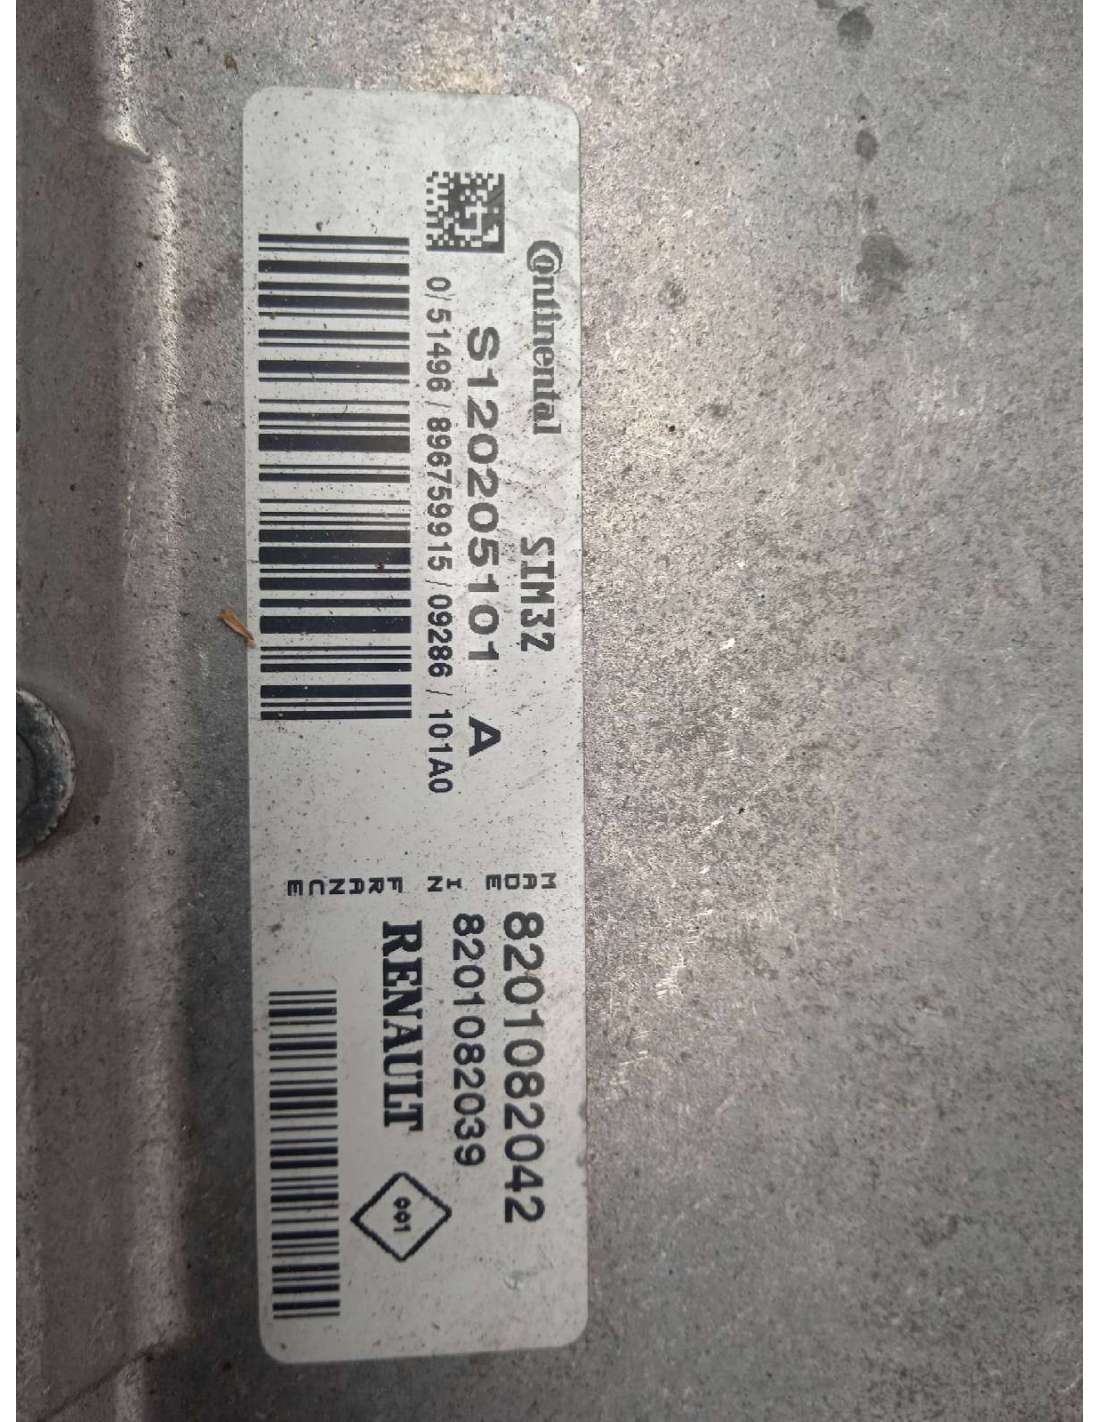 Continental SIM32
S120205101 A
0/51496/896759915/09286/101A0
MADE IN FRANCE
8201082042
8201082039
RENAULT
001